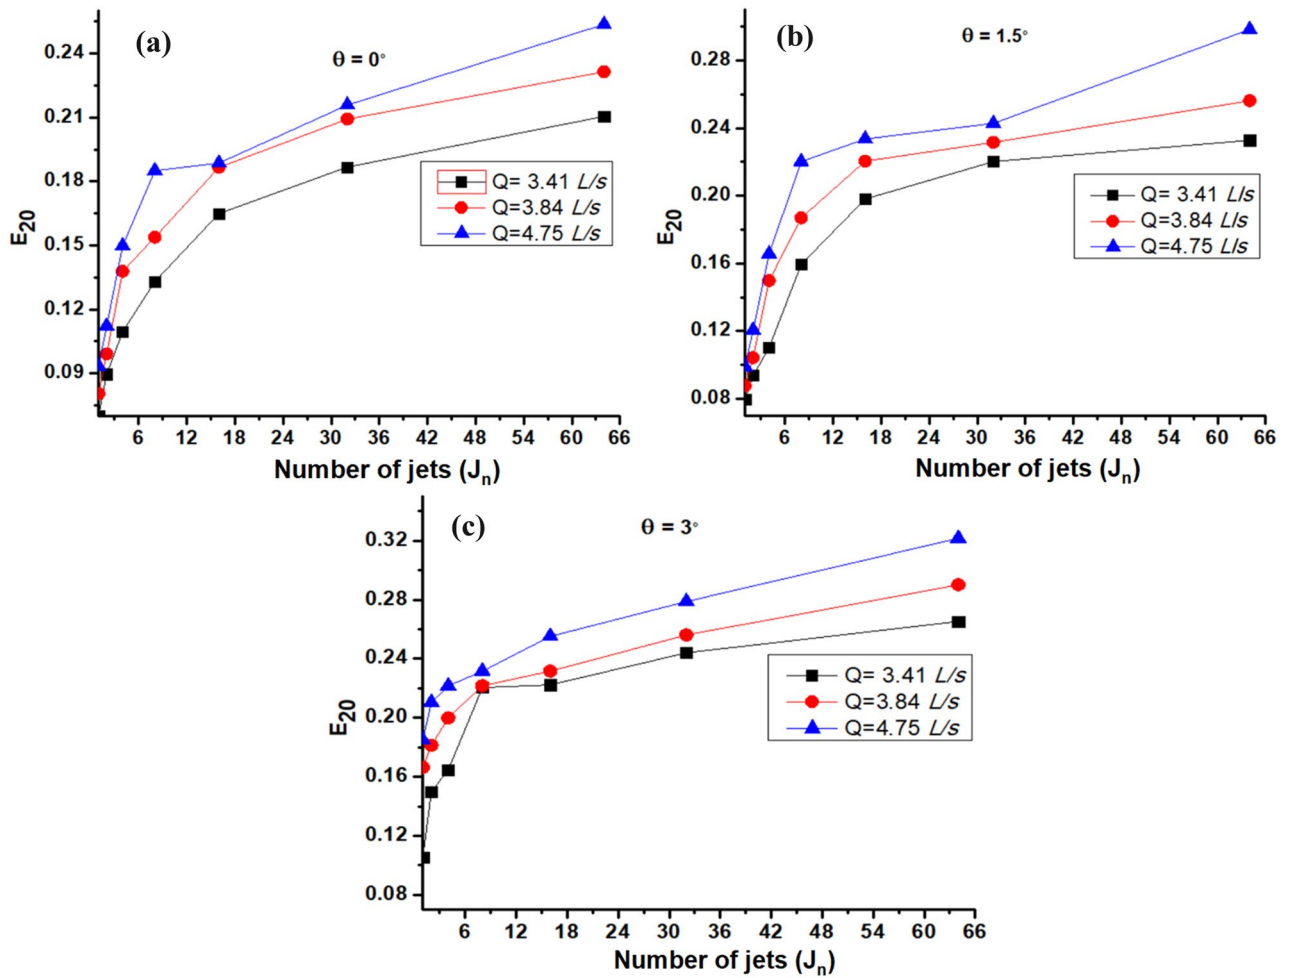 (a)
θ = 0°
E20
0.24
0.21
0.18
0.15
0.12
0.09
Q= 3.41 L/s
Q=3.84 L/s
Q=4.75 L/s
6 12 18 24 30 36 42 48 54 60 66
Number of jets (Jn)
(b)
θ = 1.5°
E20
0.28
0.24
0.20
0.16
0.12
0.08
Q= 3.41 L/s
Q=3.84 L/s
Q=4.75 L/s
6 12 18 24 30 36 42 48 54 60 66
Number of jets (Jn)
(c)
θ = 3°
E20
0.32
0.28
0.24
0.20
0.16
0.12
0.08
Q= 3.41 L/s
Q=3.84 L/s
Q=4.75 L/s
6 12 18 24 30 36 42 48 54 60 66
Number of jets (Jn)